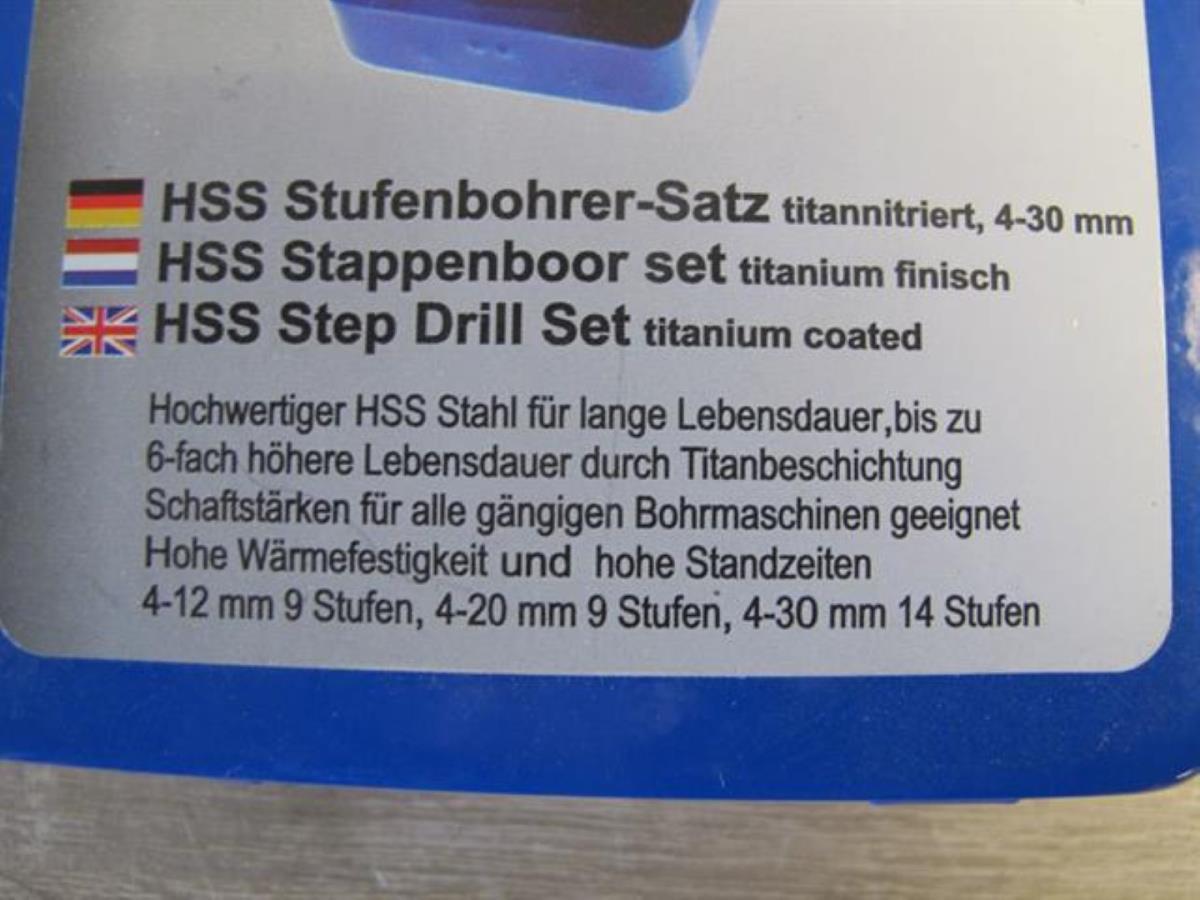 HSS Stufenbohrer-Satz titannitriert, 4-30 mm
HSS Stappenboor set titanium finisch
HSS Step Drill Set titanium coated
Hochwertiger HSS Stahl für lange Lebensdauer,bis zu
6-fach höhere Lebensdauer durch Titanbeschichtung
Schaftstärken für alle gängigen Bohrmaschinen geeignet
Hohe Wärmefestigkeit und hohe Standzeiten
4-12 mm 9 Stufen, 4-20 mm 9 Stufen, 4-30 mm 14 Stufen